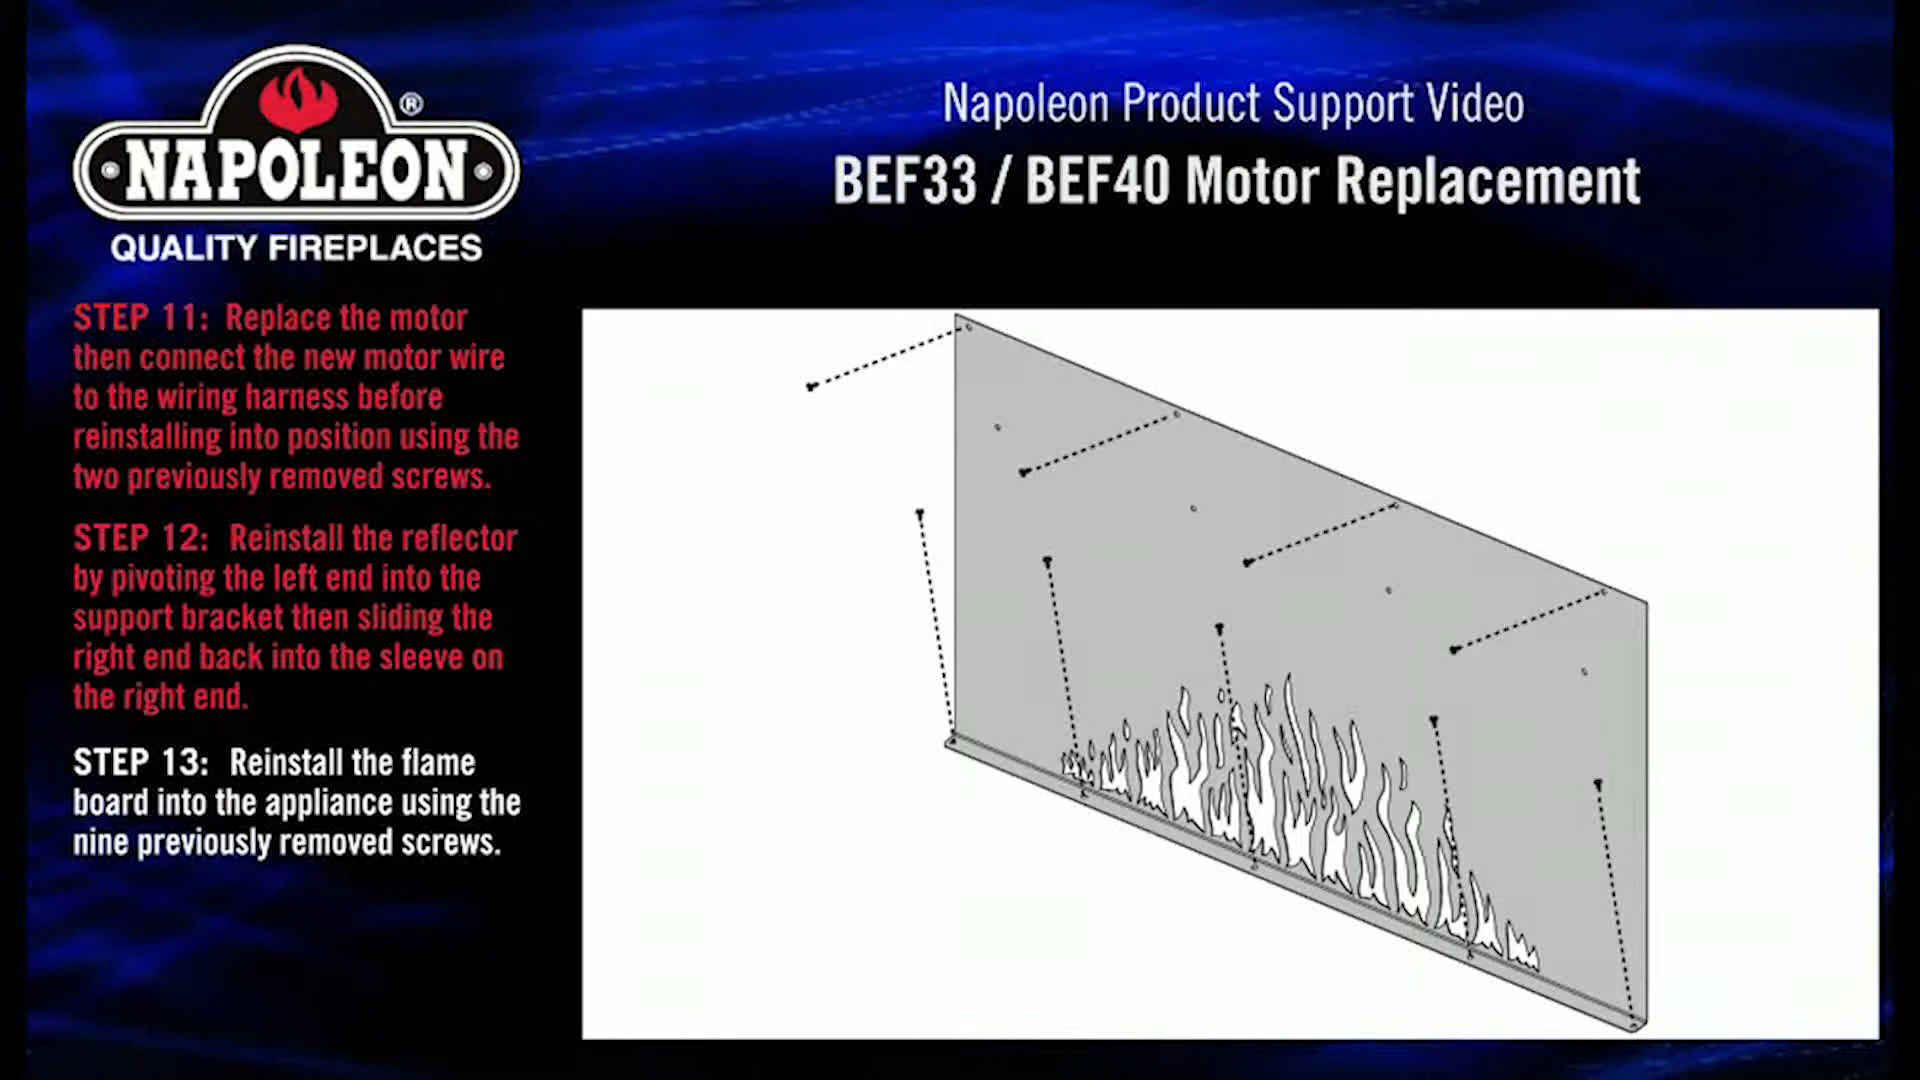 NAPOLEON®
QUALITY FIREPLACES
Napoleon Product Support Video
BEF33 / BEF40 Motor Replacement
STEP 11: Replace the motor
then connect the new motor wire
to the wiring harness before
reinstalling into position using the
two previously removed screws.
STEP 12: Reinstall the reflector
by pivoting the left end into the
support bracket then sliding the
right end back into the sleeve on
the right end.
STEP 13: Reinstall the flame
board into the appliance using the
nine previously removed screws.